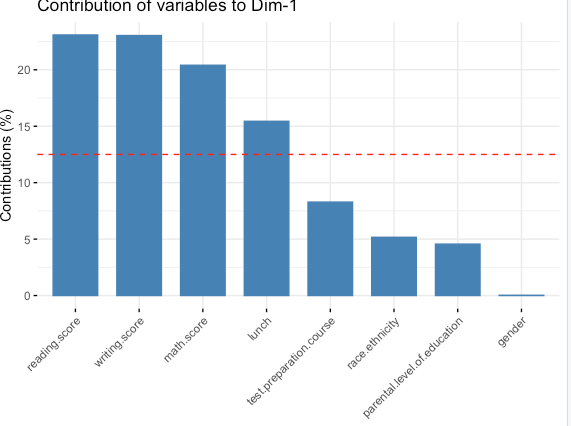 Contribution of variables to Dim-1
Contributions (%)
20
15
10
5
0
reading.score
writing.score
math.score
lunch
test.preparation.course
race.ethnicity
parental.level.of.education
gender